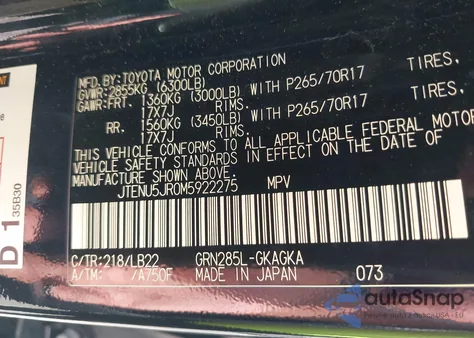 MFD.BY:TOYOTA MOTOR CORPORATION
GVWR:2855KG (6300LB)
GAWR:FRT. 1360KG (3000LB) WITH P265/70R17 TIRES,
17X7J RIMS.
RR. 1560KG (3450LB) WITH P265/70R17 TIRES,
17X7J RIMS.
THIS VEHICLE CONFORMS TO ALL APPLICABLE FEDERAL MOTOR
VEHICLE SAFETY STANDARDS IN EFFECT ON THE DATE OF
MANUFACTURE SHOWN ABOVE.
JTENU5JR0M5922275 MPV
C/TR:218/LB22 GRN285L-GKAGKA
A/TM: /A750F MADE IN JAPAN 073
D 1
35B30
autoSnap